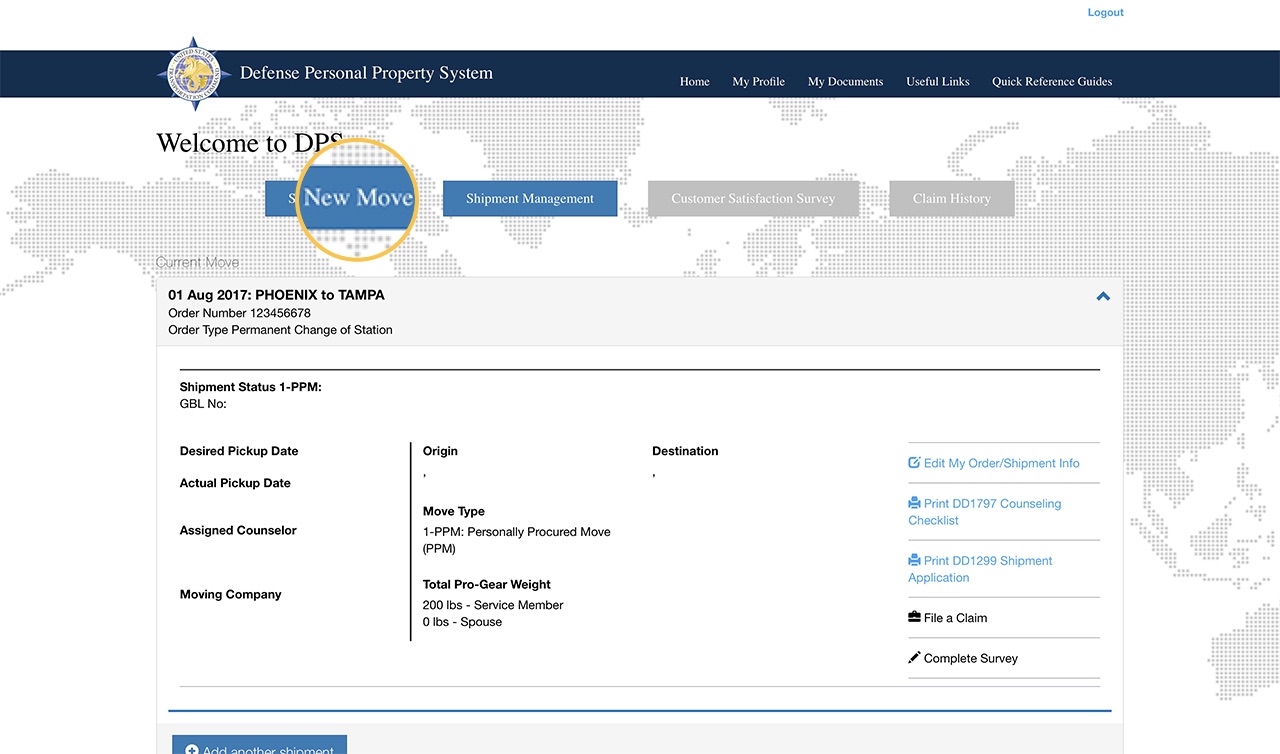 Logout
Defense Personal Property System
Home My Profile My Documents Useful Links Quick Reference Guides
Welcome to DPS
S New Move Shipment Management Customer Satisfaction Survey Claim History
Current Move
01 Aug 2017: PHOENIX to TAMPA
Order Number 123456678
Order Type Permanent Change of Station
Shipment Status 1-PPM:
GBL No:
Desired Pickup Date
Actual Pickup Date
Assigned Counselor
Moving Company
Origin
,
Move Type
1-PPM: Personally Procured Move
(PPM)
Total Pro-Gear Weight
200 lbs - Service Member
0 lbs - Spouse
Destination
,
Edit My Order/Shipment Info
Print DD1797 Counseling
Checklist
Print DD1299 Shipment
Application
File a Claim
Complete Survey
Add another shipment